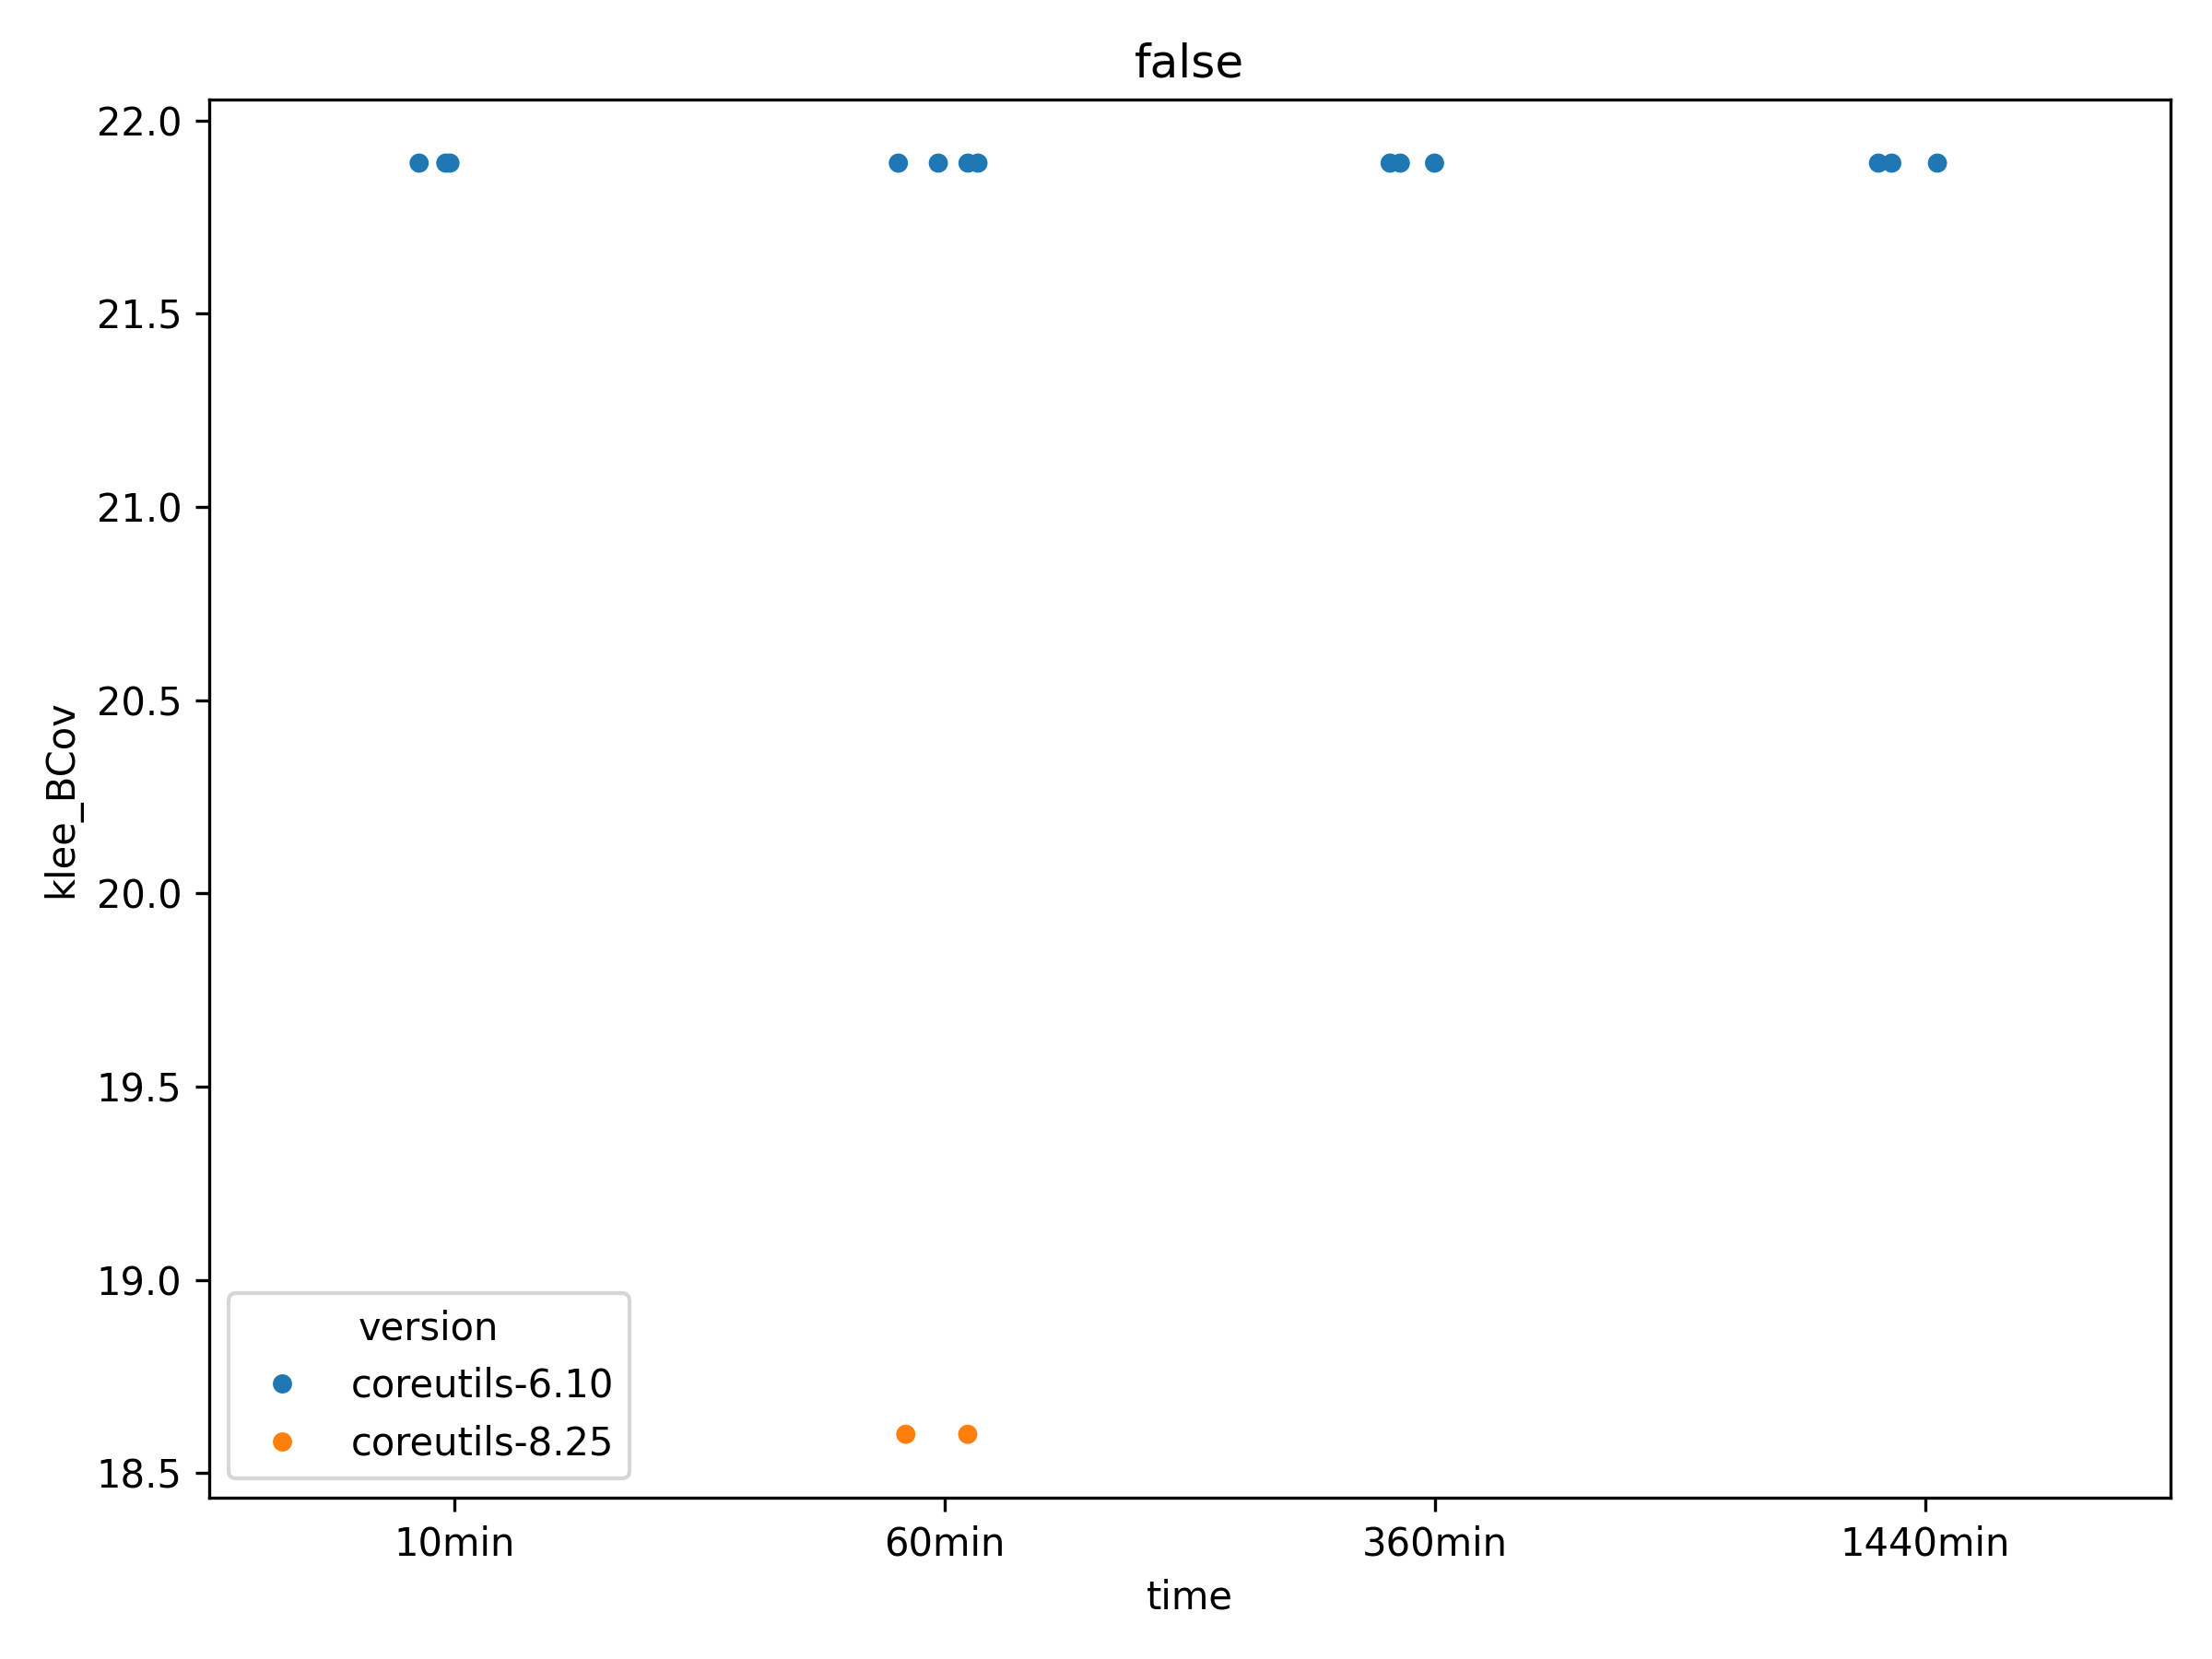 false
22.0
21.5
21.0
20.5
20.0
19.5
19.0
18.5
klee_BCov
version
coreutils-6.10
coreutils-8.25
10min 60min 360min 1440min
time